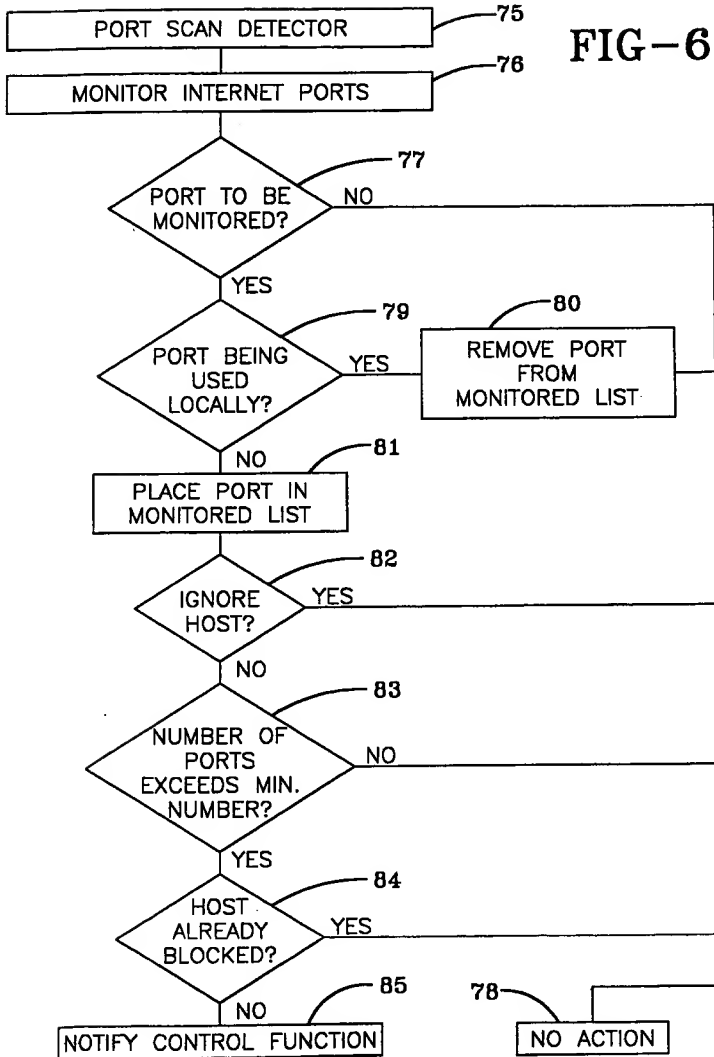 PORT SCAN DETECTOR
75
FIG-6
76
MONITOR INTERNET PORTS
77
PORT TO BE
MONITORED?
NO
YES
79
80
PORT BEING
USED
LOCALLY?
YES
REMOVE PORT
FROM
MONITORED LIST
NO
81
PLACE PORT IN
MONITORED LIST
82
IGNORE
HOST?
YES
NO
83
NUMBER OF
PORTS
EXCEEDS MIN.
NUMBER?
NO
YES
84
HOST
ALREADY
BLOCKED?
YES
NO
85
78
NOTIFY CONTROL FUNCTION
NO ACTION